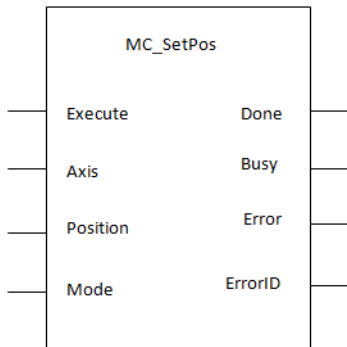 MC_SetPos
Execute Done
Axis Busy
Position Error
Mode ErrorID